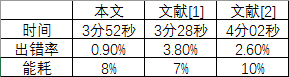 本文 文献[1] 文献[2]
时间 3分52秒 3分28秒 4分02秒
出错率 0.90% 3.80% 2.60%
能耗 8% 7% 10%